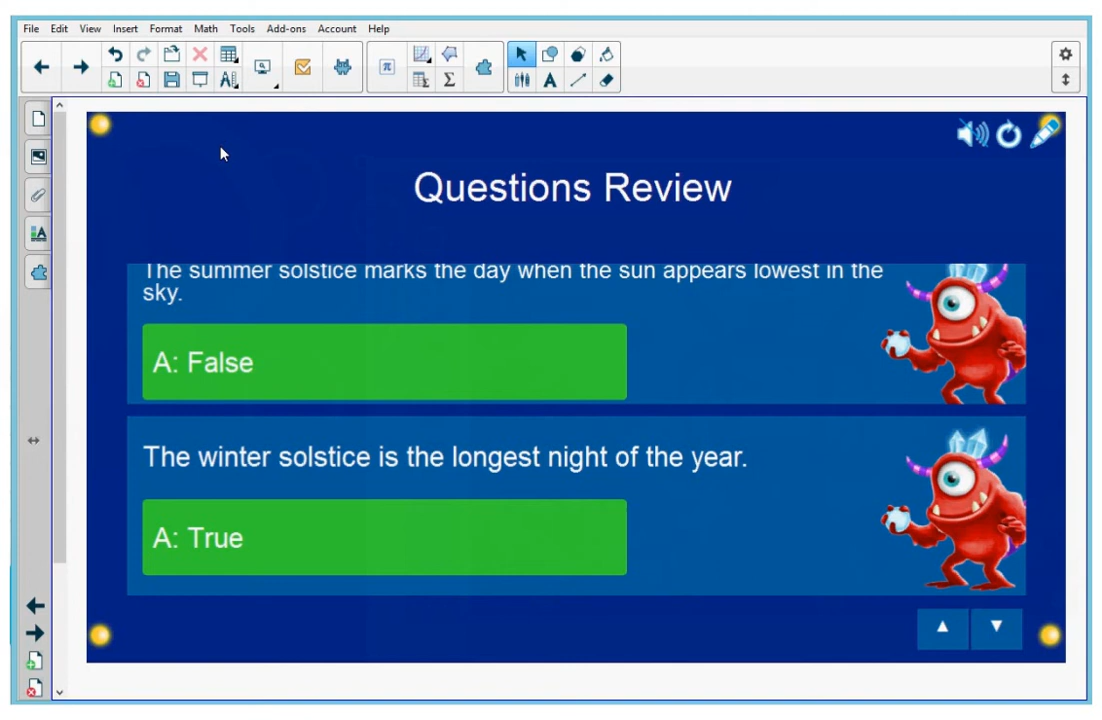 File Edit View Insert Format Math Tools Add-ons Account Help
Questions Review
The summer solstice marks the day when the sun appears lowest in the
sky.
A: False
The winter solstice is the longest night of the year.
A: True